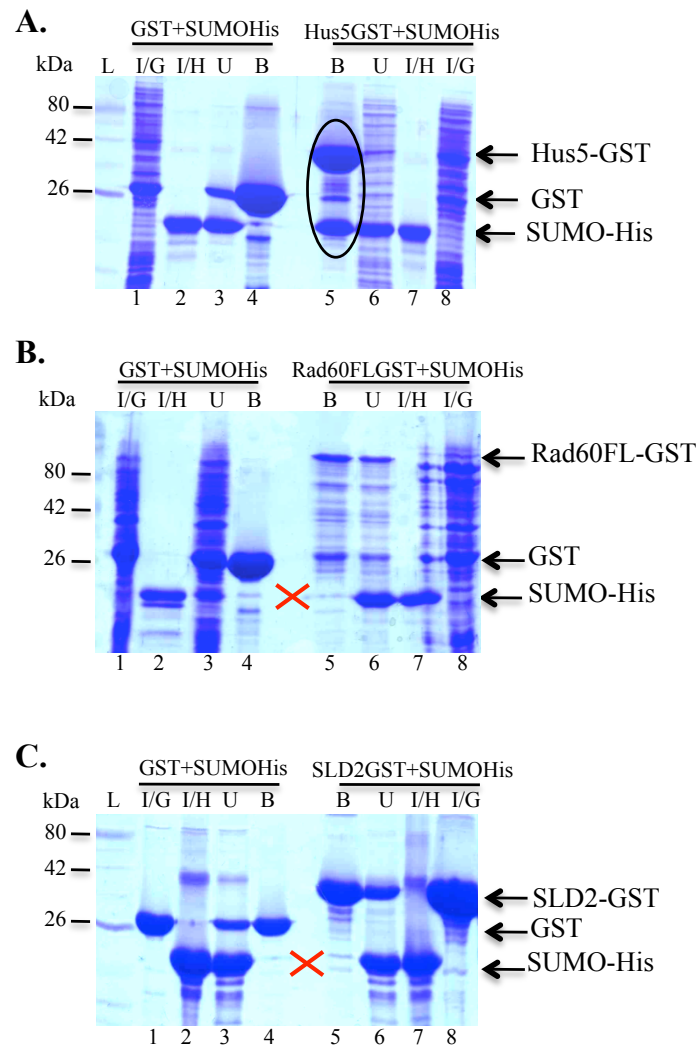 A.
GST+SUMOHis Hus5GST+SUMOHis
kDa L I/G I/H U B B U I/H I/G
80
42
26
Hus5-GST
GST
SUMO-His
1 2 3 4 5 6 7 8
B.
GST+SUMOHis Rad60FLGST+SUMOHis
kDa I/G I/H U B B U I/H I/G
80
42
26
Rad60FL-GST
GST
SUMO-His
1 2 3 4 5 6 7 8
C.
GST+SUMOHis SLD2GST+SUMOHis
kDa L I/G I/H U B B U I/H I/G
80
42
26
SLD2-GST
GST
SUMO-His
1 2 3 4 5 6 7 8